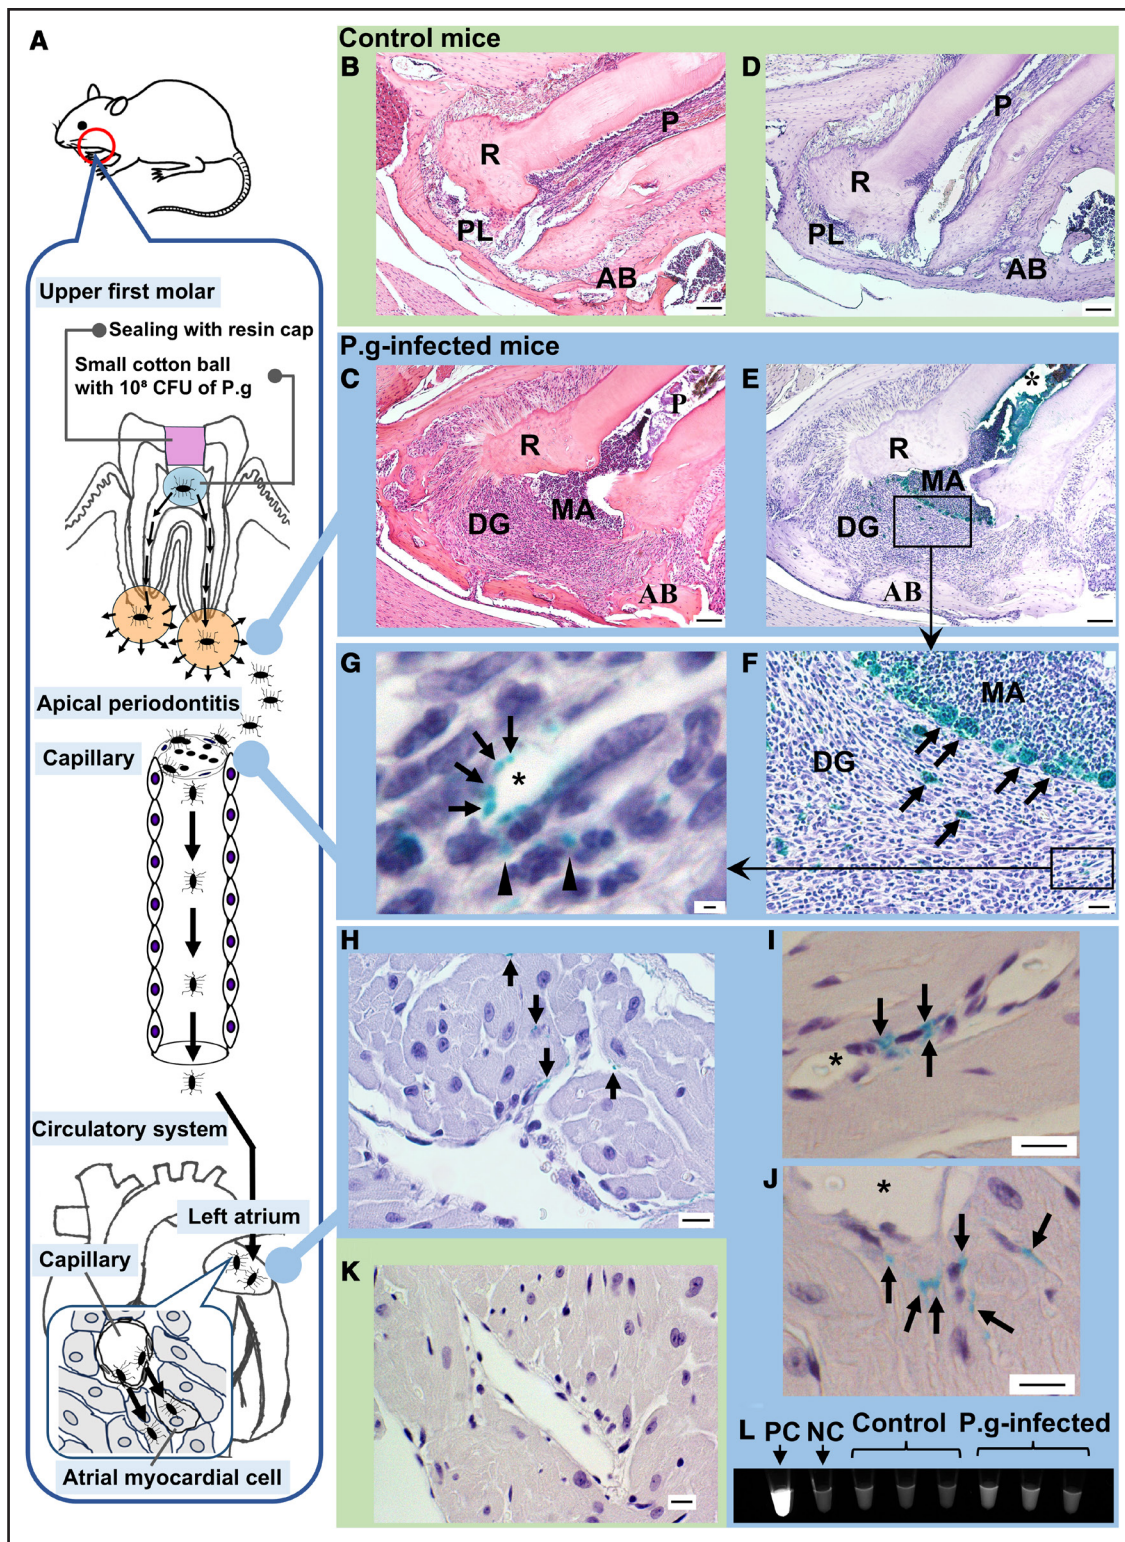 A
Upper first molar
Sealing with resin cap
Small cotton ball
with 10⁸ CFU of P.g
Apical periodontitis
Capillary
Circulatory system
Left atrium
Capillary
Atrial myocardial cell
Control mice
B
R
P
PL
AB
D
P
R
PL
AB
P.g-infected mice
C
P
R
MA
DG
AB
E
*
R
MA
DG
AB
G
*
F
MA
DG
H
I
*
J
*
K
L PC NC Control P.g-infected